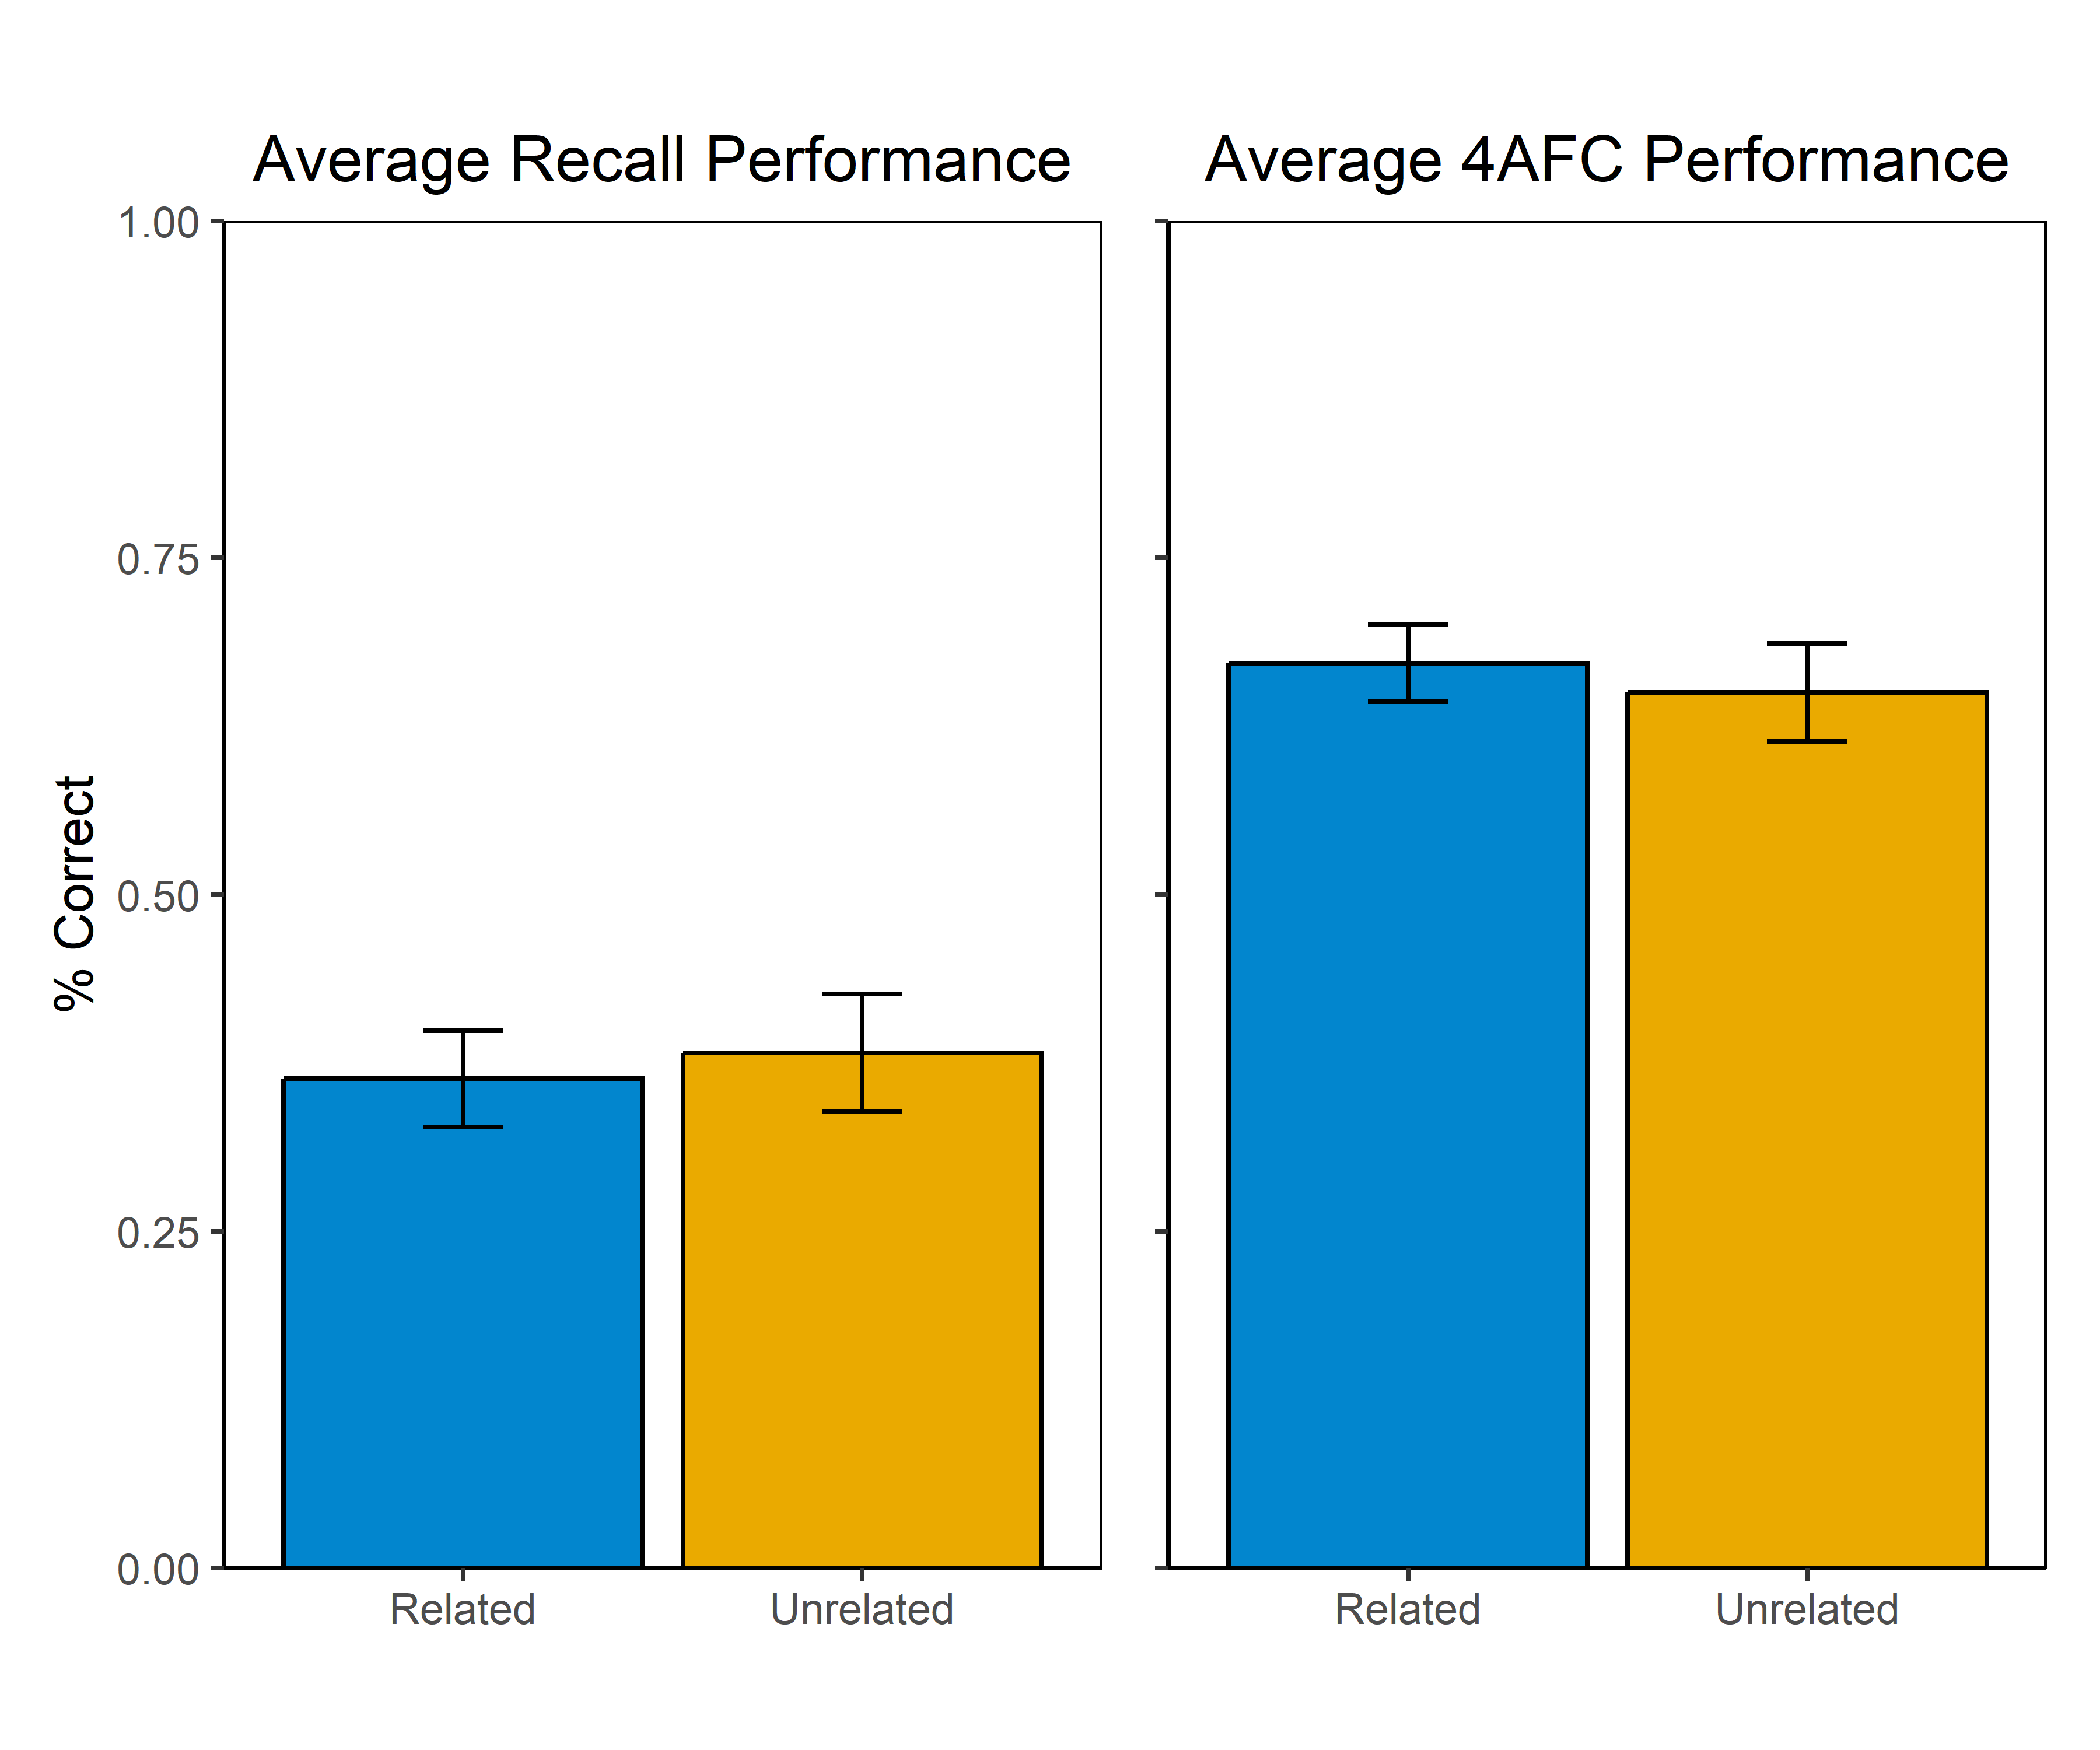 Average Recall Performance
Average 4AFC Performance
% Correct
1.00
0.75
0.50
0.25
0.00
Related
Unrelated
Related
Unrelated